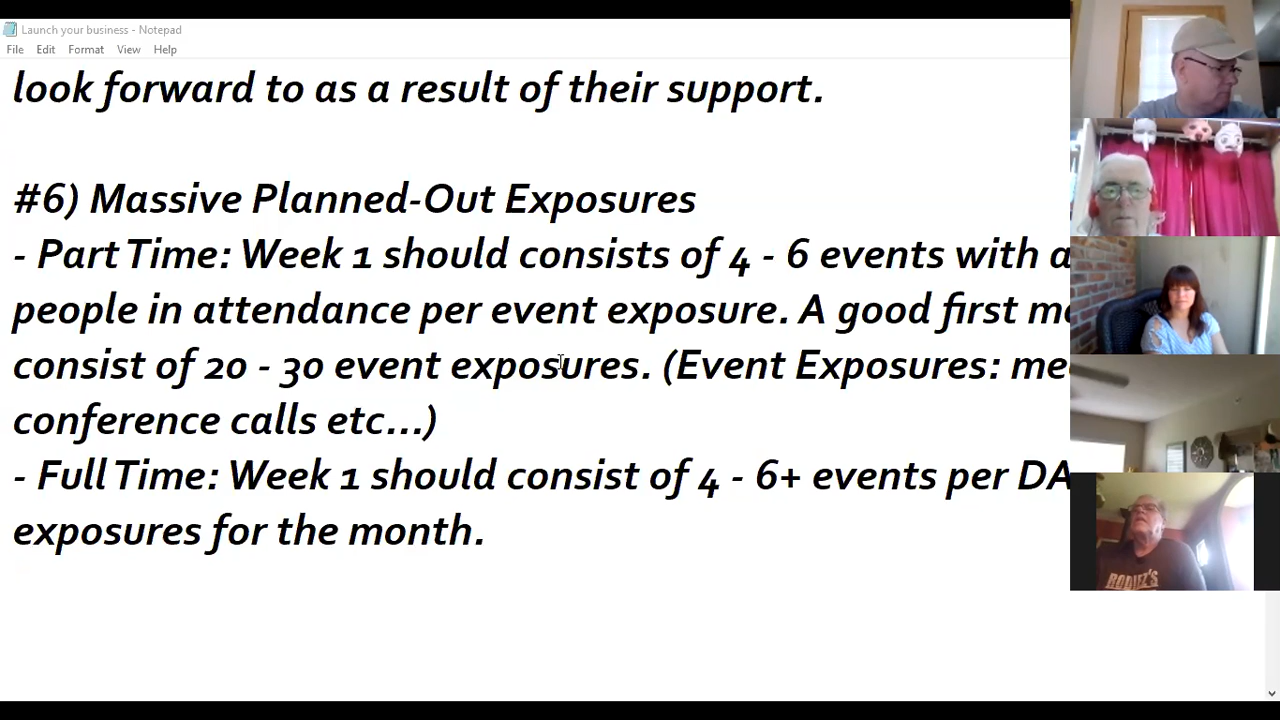 Launch your business - Notepad
File Edit Format View Help
look forward to as a result of their support.
#6) Massive Planned-Out Exposures
- Part Time: Week 1 should consists of 4 - 6 events with a
people in attendance per event exposure. A good first m
consist of 20 - 30 event exposures. (Event Exposures: me
conference calls etc...)
- Full Time: Week 1 should consist of 4 - 6+ events per DA
exposures for the month.
RODIEZ'S